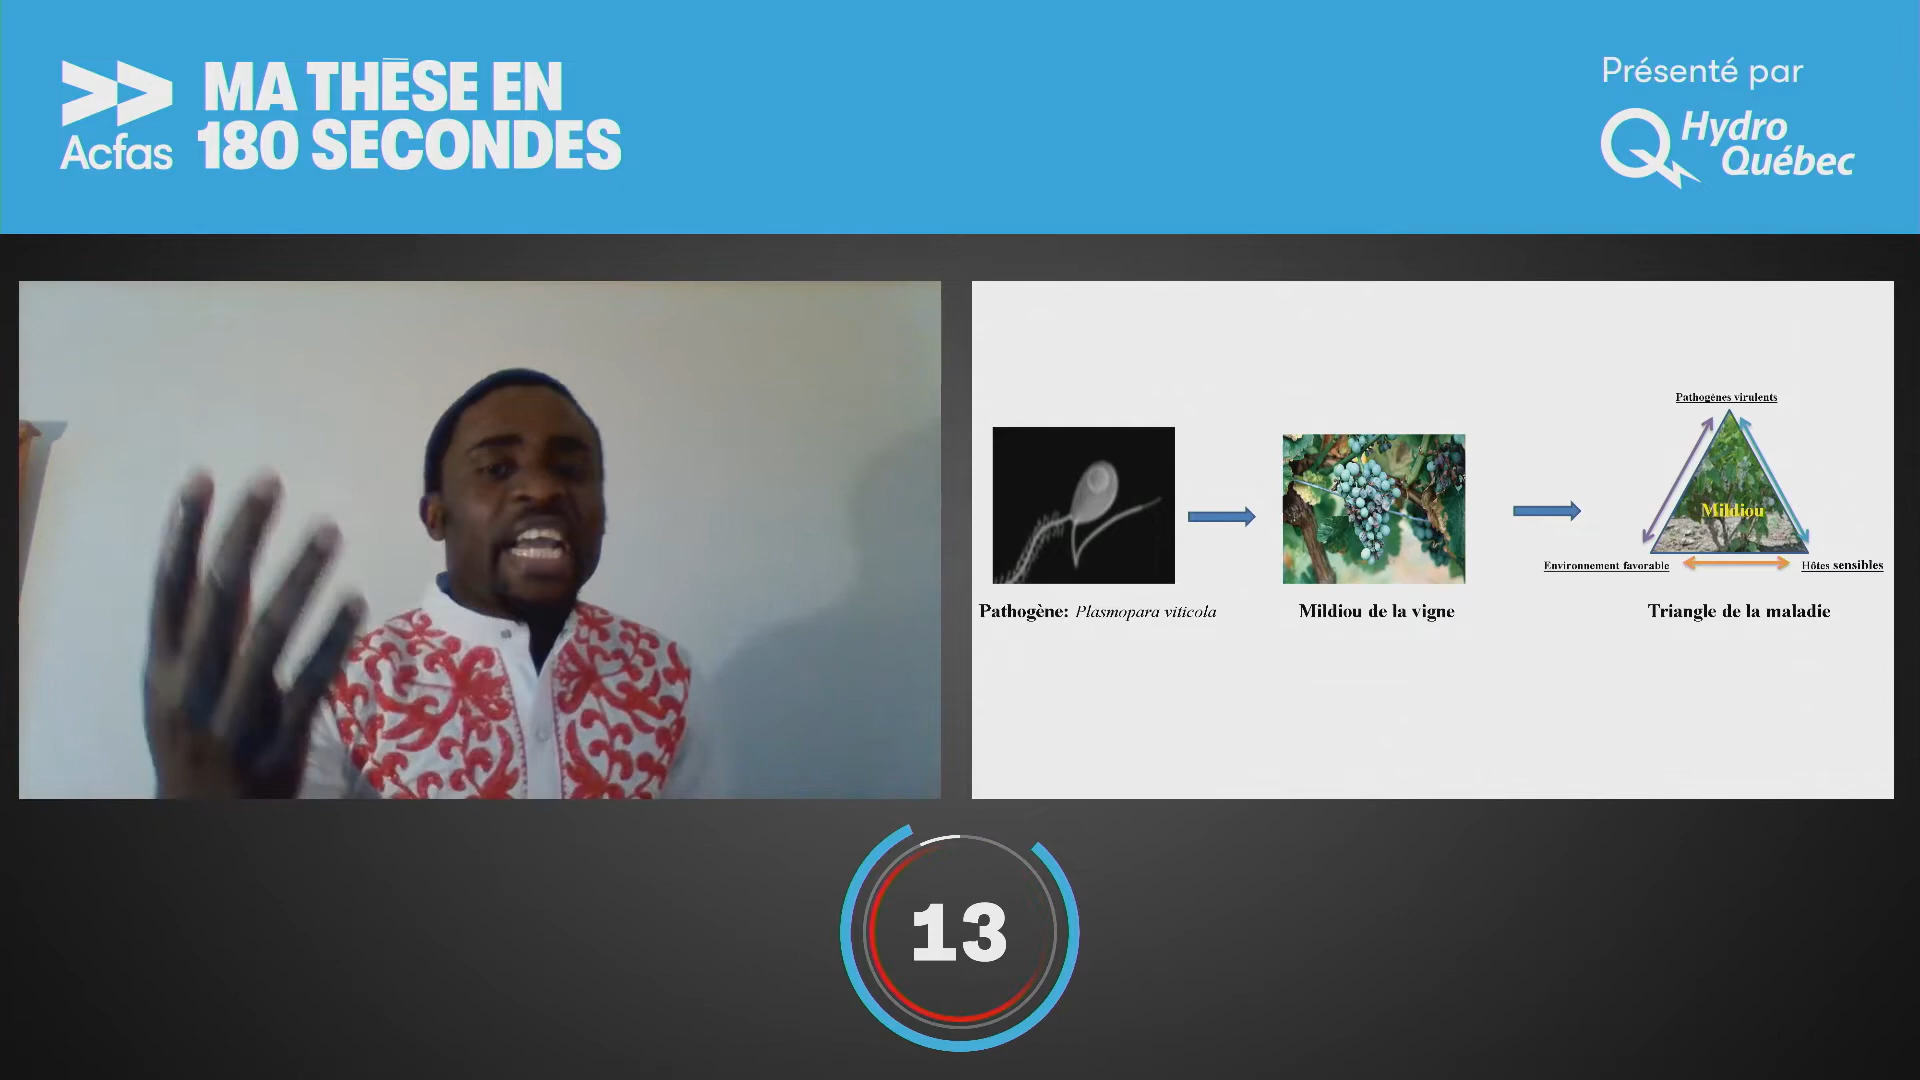 Acfas
MA THÈSE EN
180 SECONDES
Présenté par
Hydro
Québec
Pathogènes virulents
Mildiou
Environnement favorable
Hôtes sensibles
Pathogène: Plasmopara viticola
Mildiou de la vigne
Triangle de la maladie
13